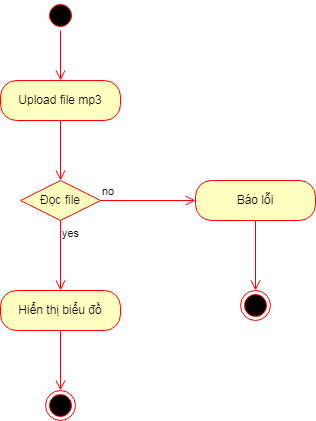 Upload file mp3
Đọc file
no
Báo lỗi
yes
Hiển thị biểu đồ